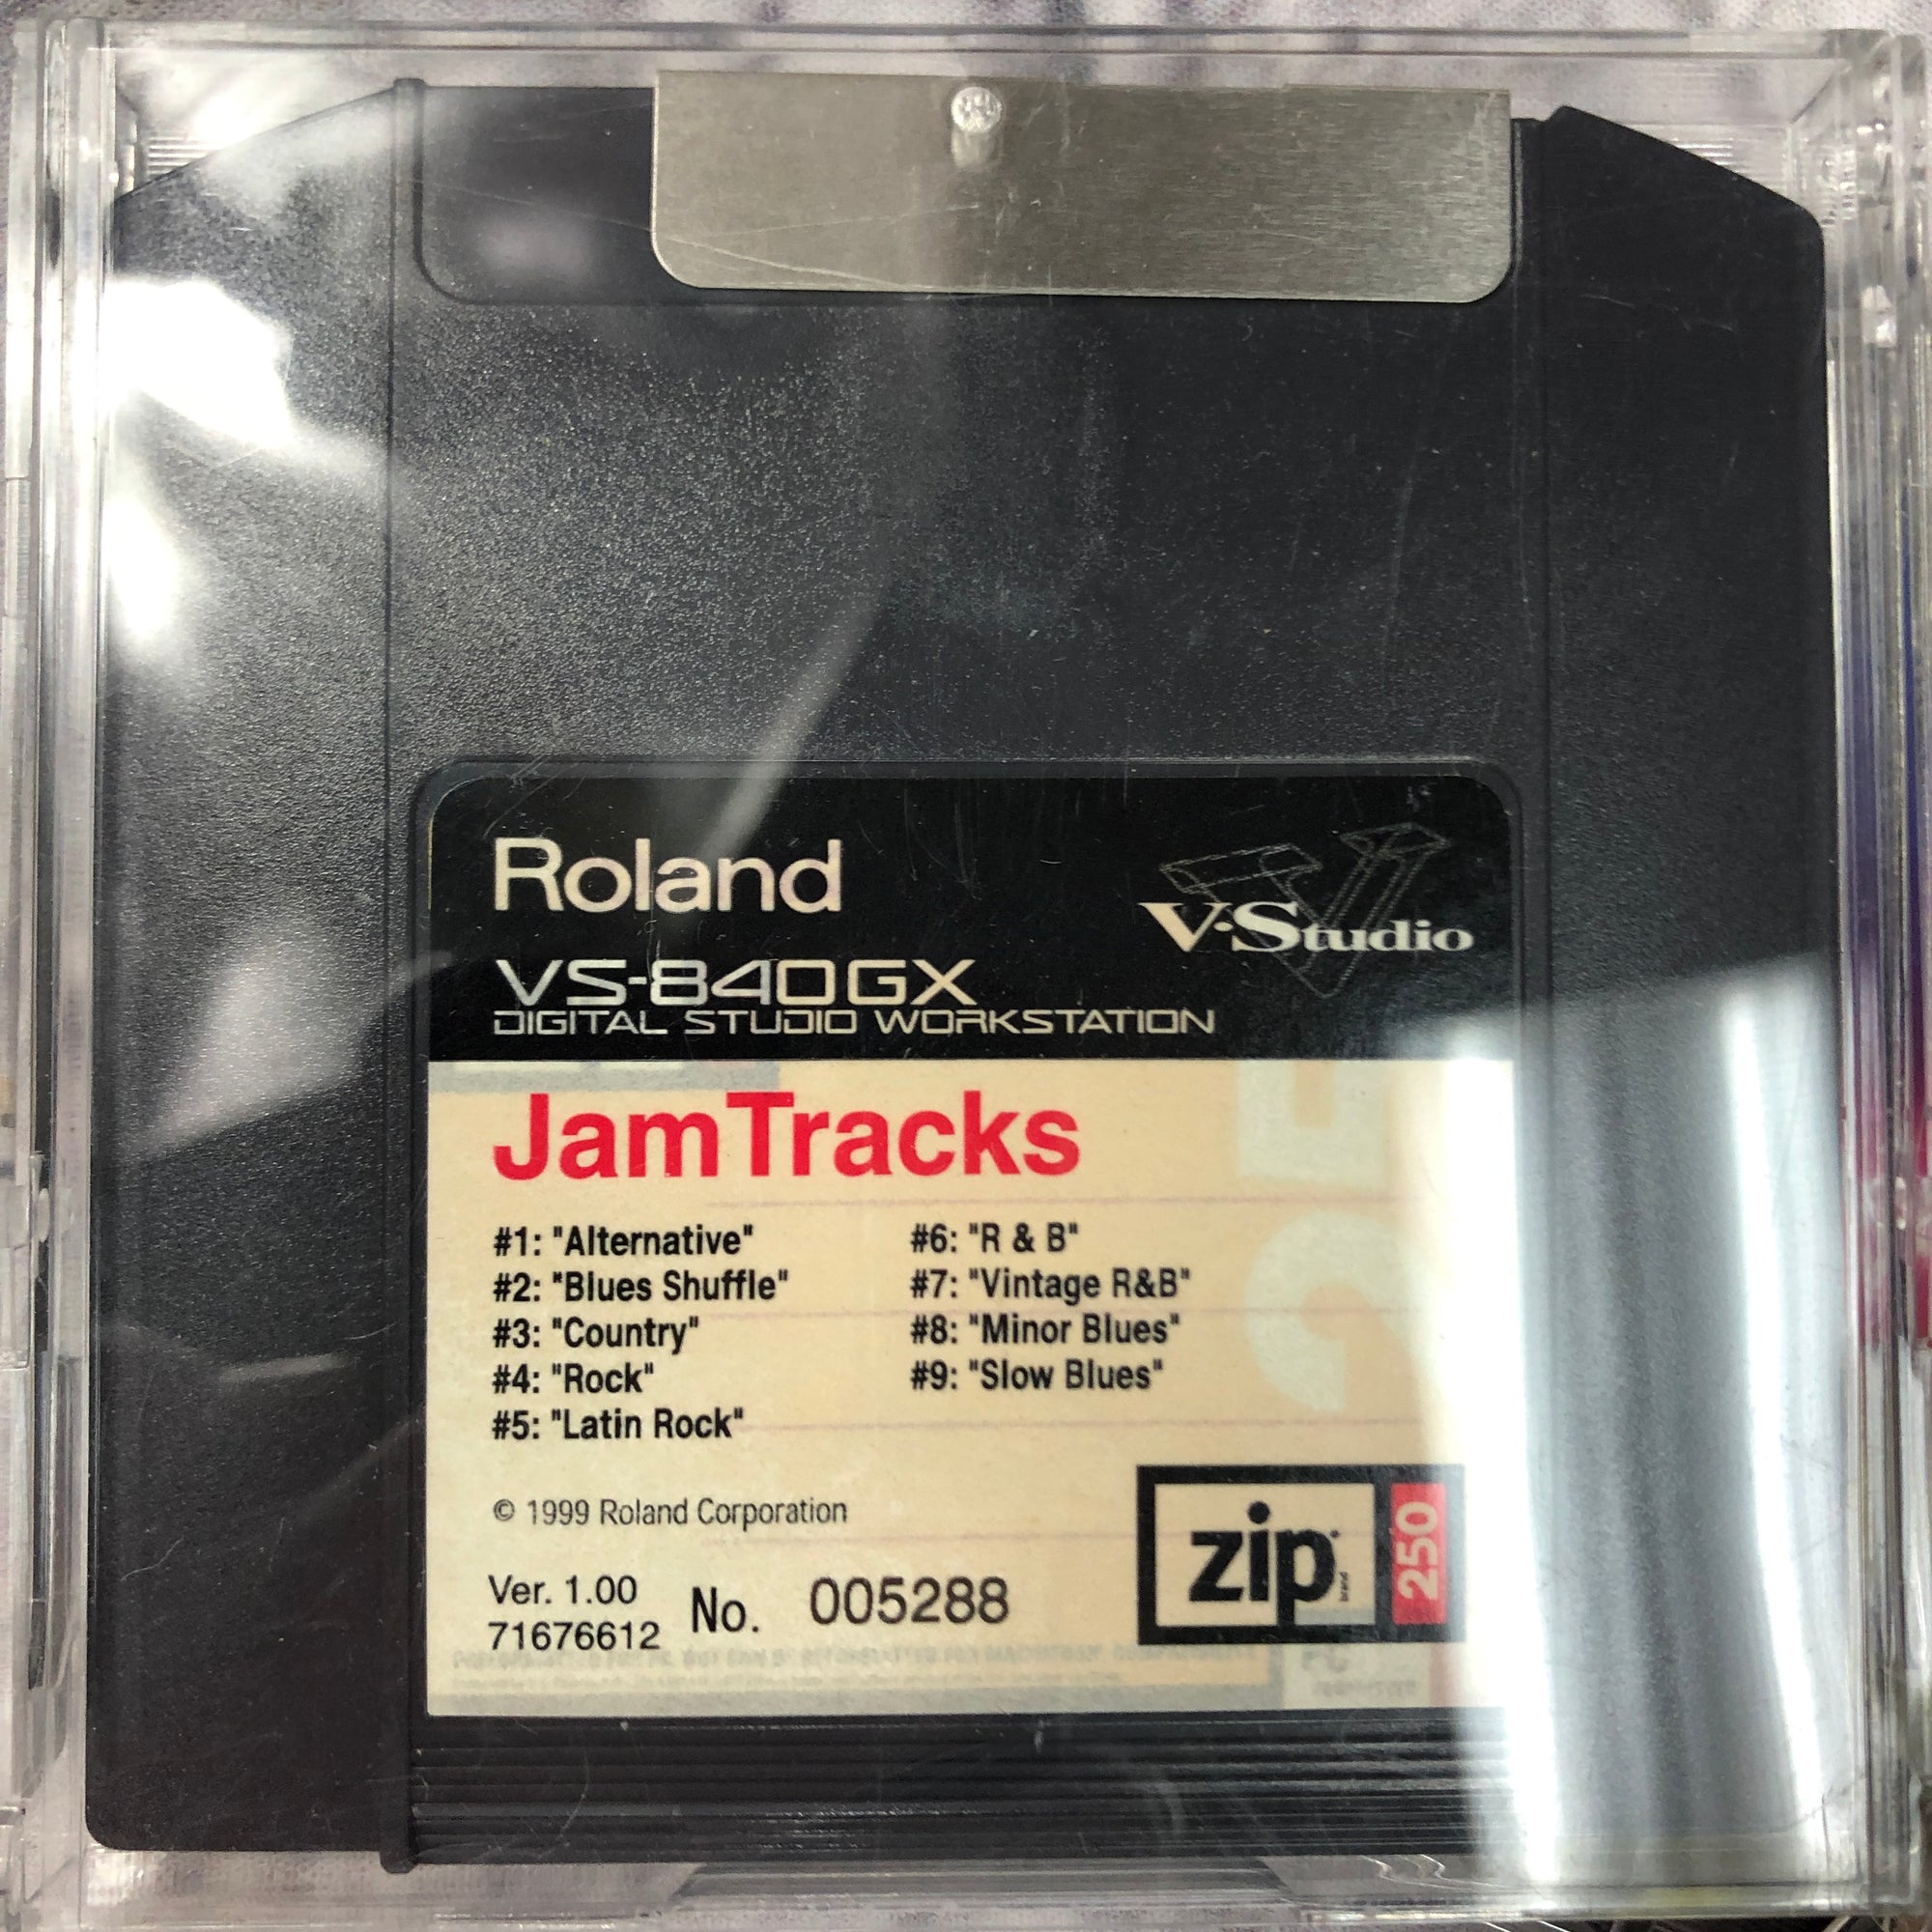 Roland
V·Studio
VS-840GX
DIGITAL STUDIO WORKSTATION
JamTracks
#1: "Alternative"
#2: "Blues Shuffle"
#3: "Country"
#4: "Rock"
#5: "Latin Rock"
#6: "R & B"
#7: "Vintage R&B"
#8: "Minor Blues"
#9: "Slow Blues"
© 1999 Roland Corporation
Ver. 1.00
71676612
No. 005288
zip
250